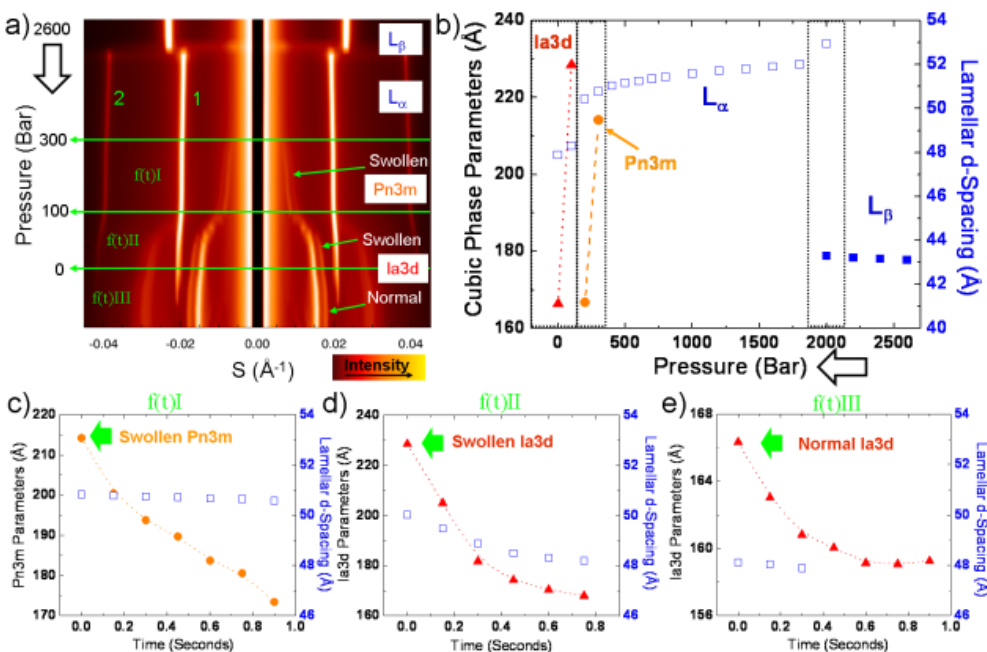 a)
2600
Pressure (Bar)
300
100
0
2
1
f(t)I
f(t)II
f(t)III
Lβ
Lα
Swollen
Pn3m
Swollen
Ia3d
Normal
-0.04 -0.02 0.02 0.04
S (Å-1)
Intensity
b)
Cubic Phase Parameters (Å)
240
220
200
180
160
Ia3d
Lα
Pn3m
Lβ
54
52
50
48
46
44
42
40
Lamellar d-Spacing (Å)
0 500 1000 1500 2000 2500
Pressure (Bar)
c)
f(t)I
Pn3m Parameters (Å)
220
210
200
190
180
170
Swollen Pn3m
54
52
50
48
46
Lamellar d-Spacing (Å)
0.0 0.2 0.4 0.6 0.8 1.0
Time (Seconds)
d)
f(t)II
Ia3d Parameters (Å)
240
220
200
180
160
Swollen Ia3d
54
52
50
48
46
Lamellar d-Spacing (Å)
0.0 0.2 0.4 0.6 0.8
Time (Seconds)
e)
f(t)III
Ia3d Parameters (Å)
168
164
160
156
Normal Ia3d
54
52
50
48
46
Lamellar d-Spacing (Å)
0.0 0.2 0.4 0.6 0.8 1.0
Time (Seconds)